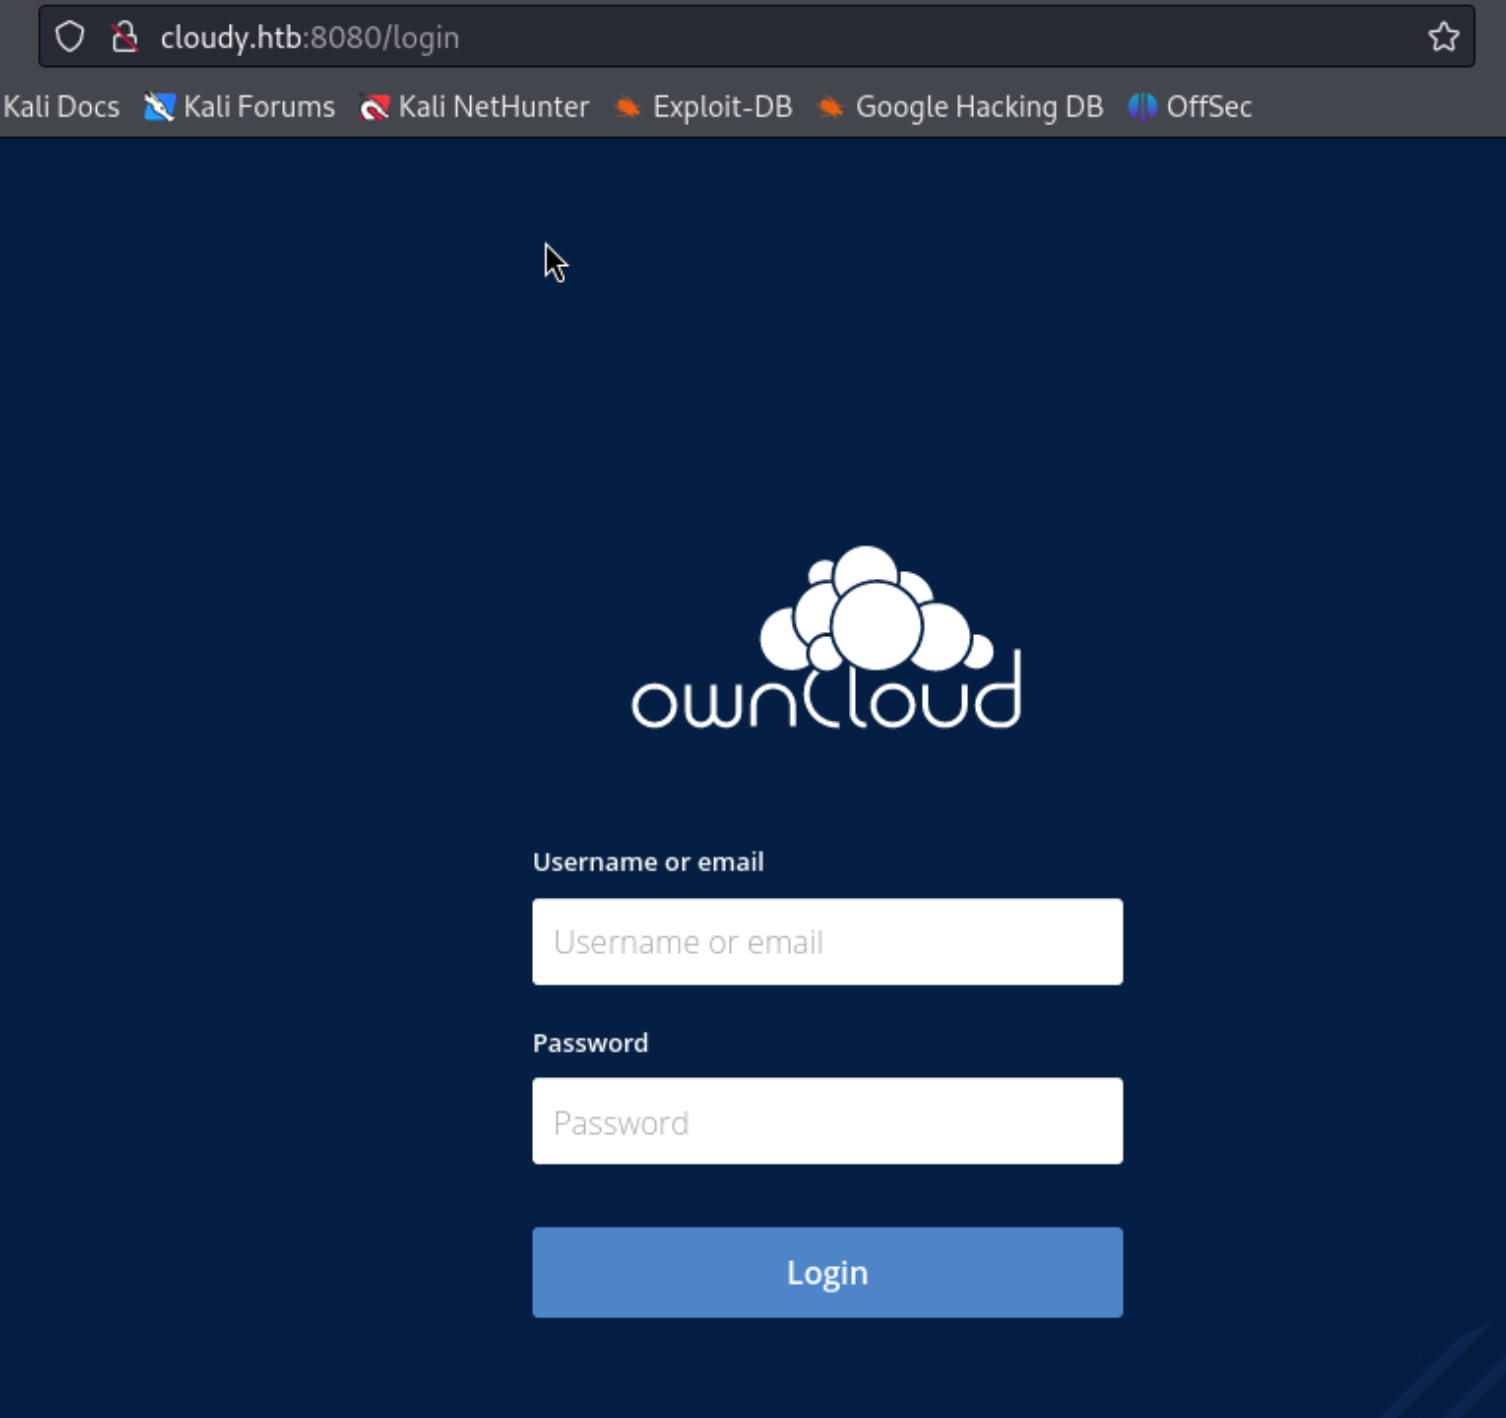 cloudy.htb:8080/login
Kali Docs Kali Forums Kali NetHunter Exploit-DB Google Hacking DB OffSec
ownCloud
Username or email
Username or email
Password
Password
Login